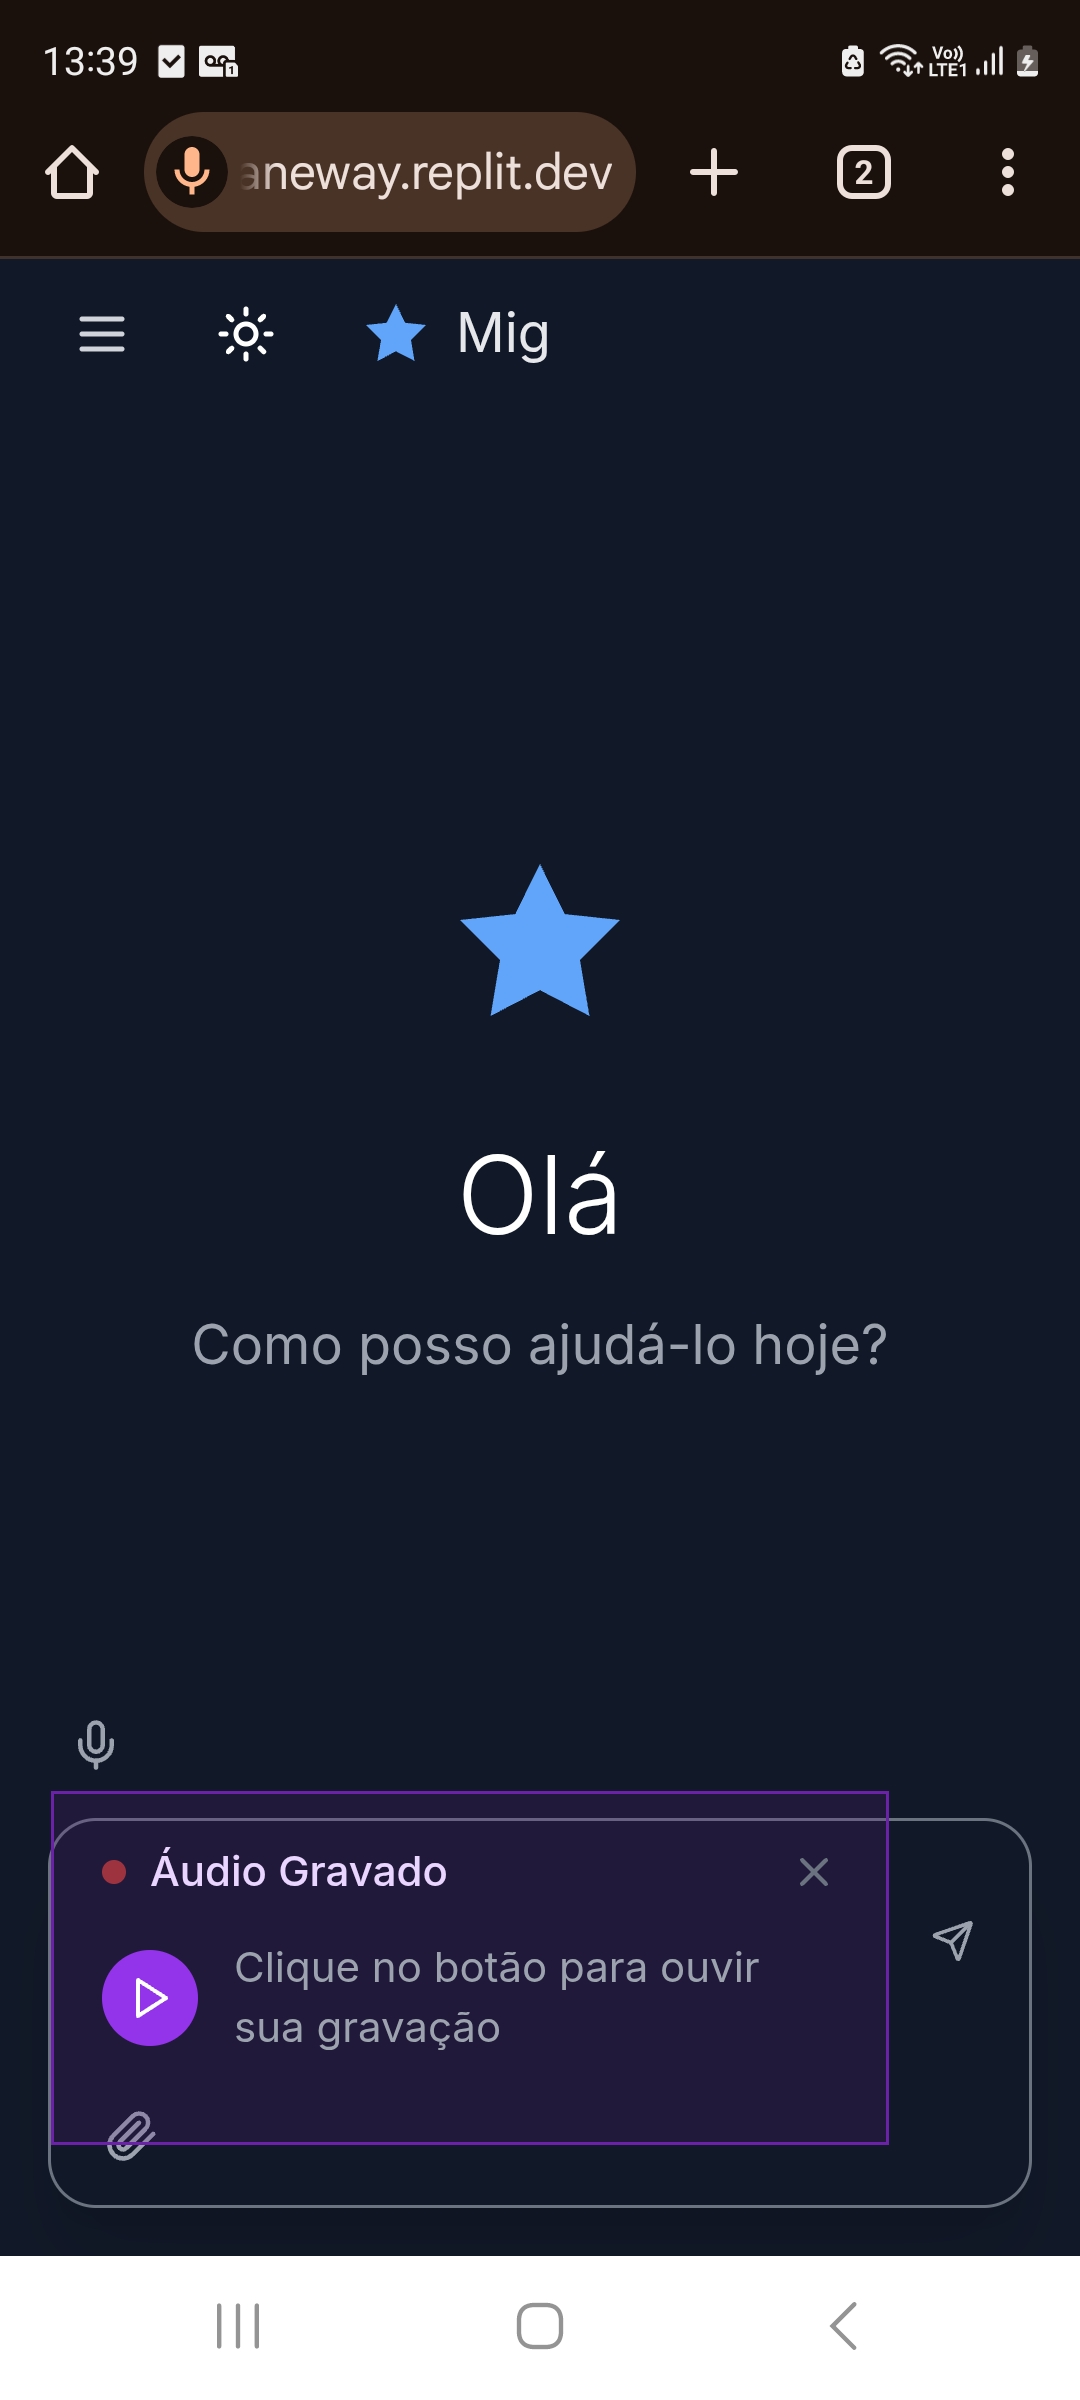 13:39
Vo))
LTE1
aneway.replit.dev
2
Mig
Olá
Como posso ajudá-lo hoje?
Áudio Gravado
Clique no botão para ouvir
sua gravação